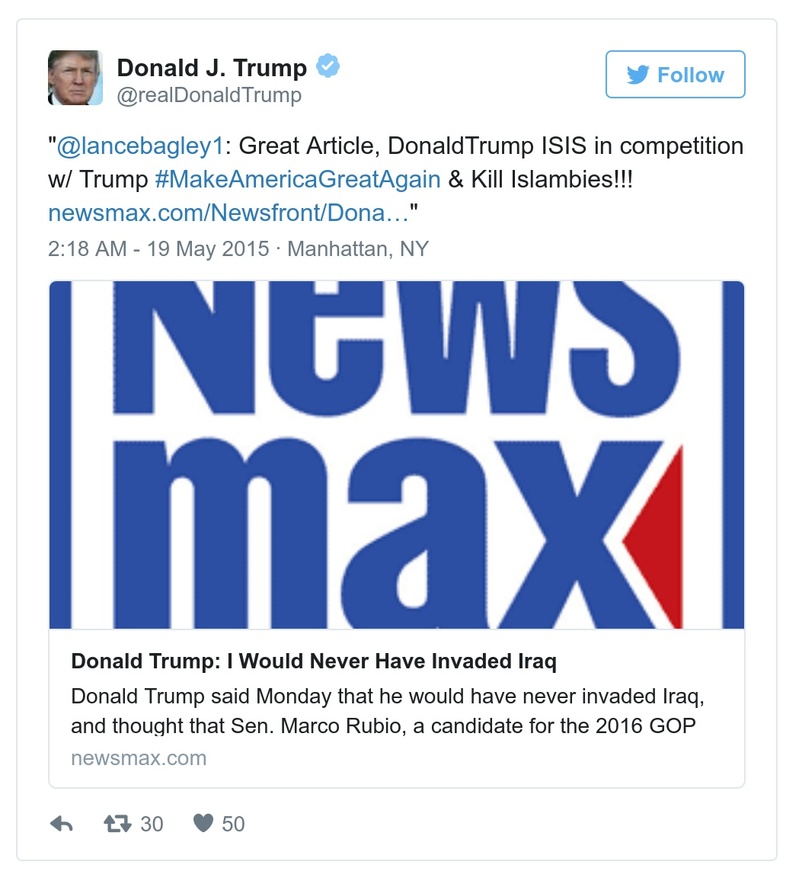 Donald J. Trump
@realDonaldTrump
Follow
"@lancebagley1: Great Article, DonaldTrump ISIS in competition
w/ Trump #MakeAmericaGreatAgain & Kill Islambies!!!
newsmax.com/Newsfront/Dona…"
2:18 AM - 19 May 2015 · Manhattan, NY
News
max
Donald Trump: I Would Never Have Invaded Iraq
Donald Trump said Monday that he would have never invaded Iraq,
and thought that Sen. Marco Rubio, a candidate for the 2016 GOP
newsmax.com
30
50